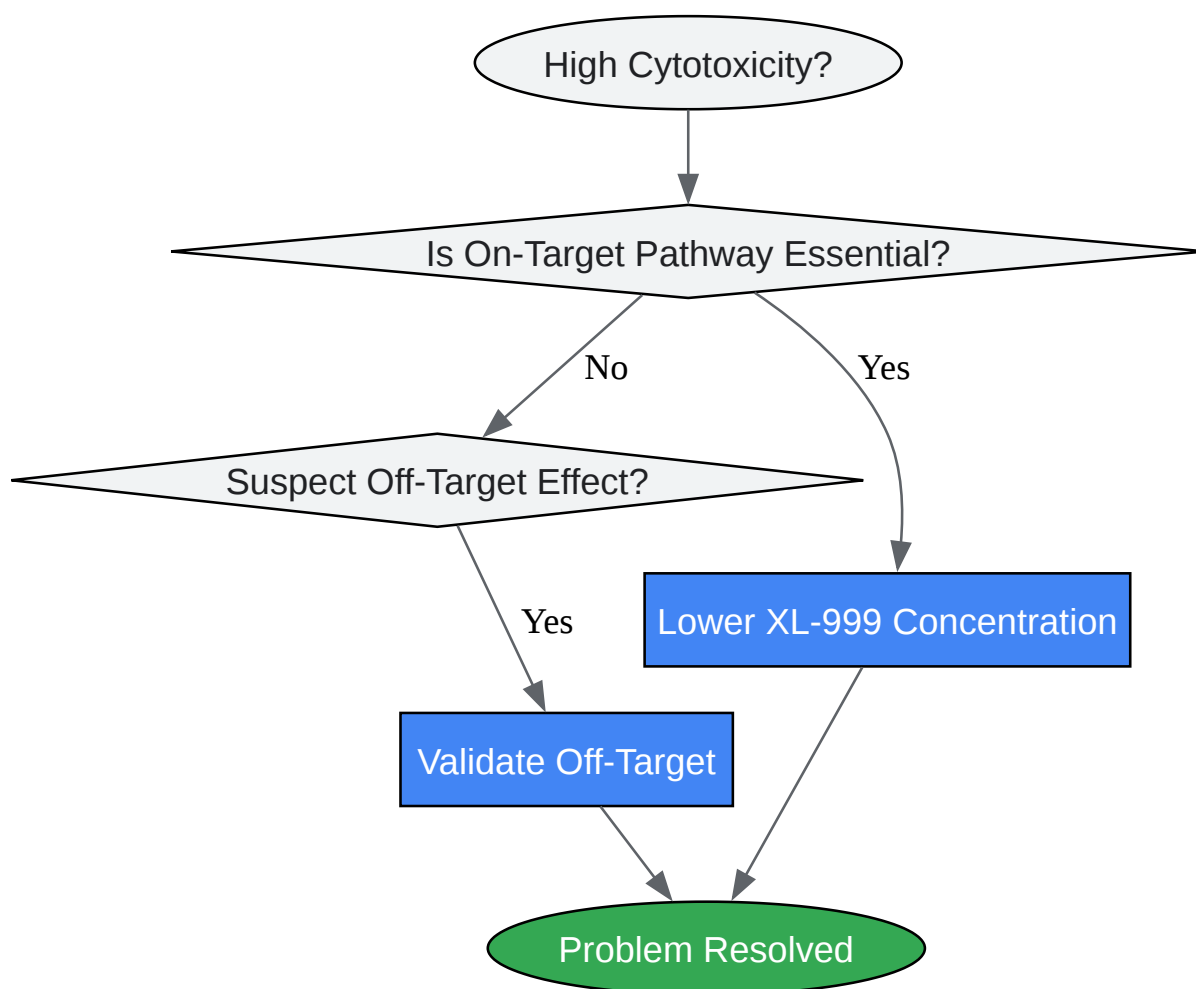 High Cytotoxicity?
Is On-Target Pathway Essential?
No
Yes
Suspect Off-Target Effect?
Yes
Lower XL-999 Concentration
Validate Off-Target
Problem Resolved